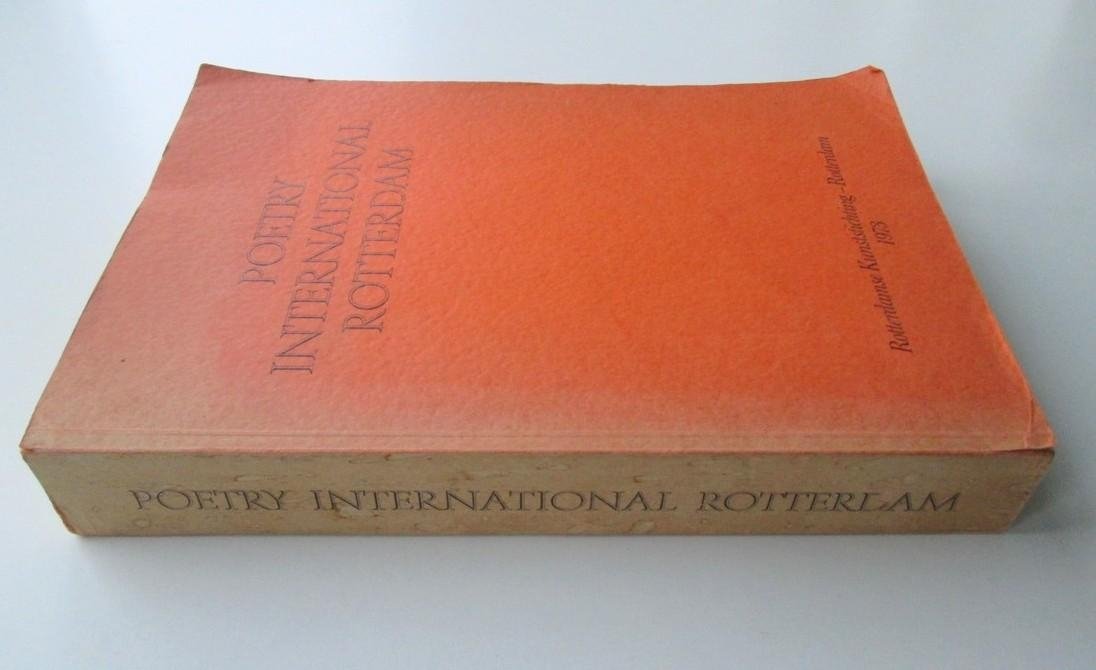 POETRY
INTERNATIONAL
ROTTERDAM
Rotterdamse Kunststichting - Rotterdam
1973
POETRY INTERNATIONAL ROTTERDAM